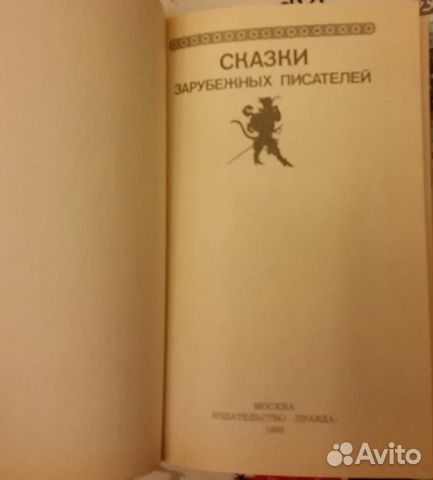 СКАЗКИ
ЗАРУБЕЖНЫХ ПИСАТЕЛЕЙ
МОСКВА
ИЗДАТЕЛЬСТВО «ПРАВДА»
Avito